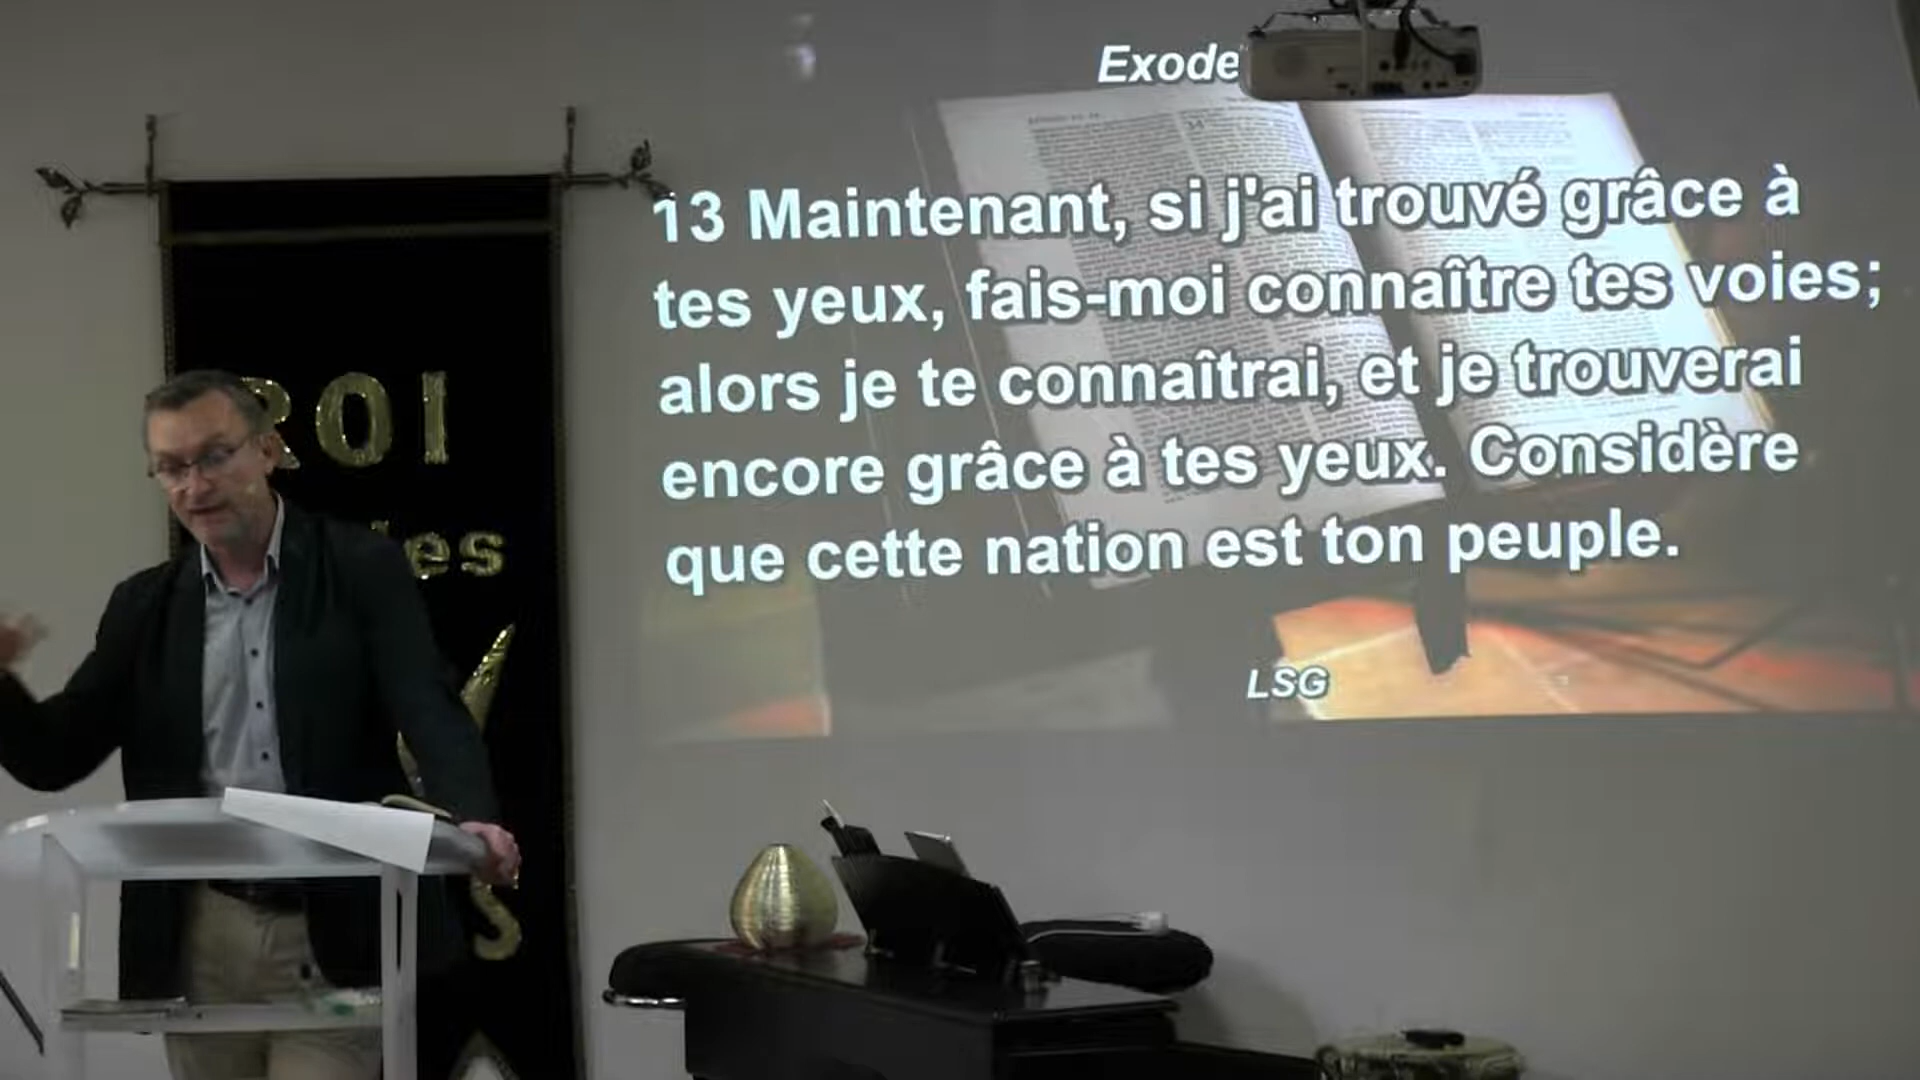 Exode
13 Maintenant, si j'ai trouvé grâce à
tes yeux, fais-moi connaître tes voies;
alors je te connaîtrai, et je trouverai
encore grâce à tes yeux. Considère
que cette nation est ton peuple.
LSG
ROI
des
S